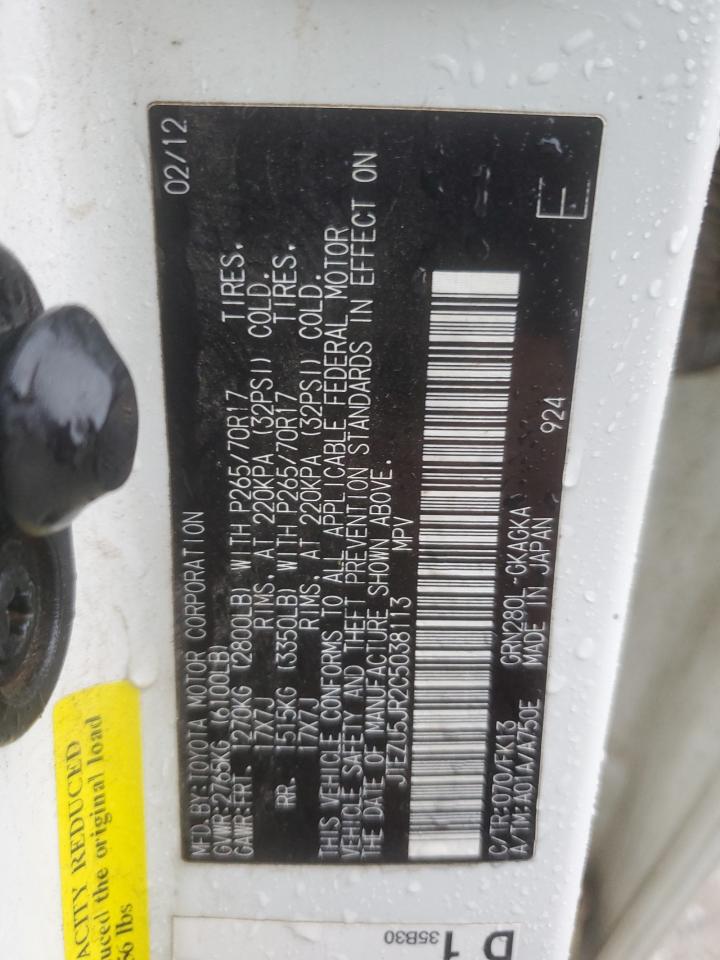 MFD. BY: TOYOTA MOTOR CORPORATION 02/12
GVWR: 2765KG (6100LB)
GAWR: FRT. 1270KG (2800LB) WITH P265/70R17 TIRES,
17X7J RIMS, AT 220KPA (32PSI) COLD.
RR. 1515KG (3350LB) WITH P265/70R17 TIRES,
17X7J RIMS, AT 220KPA (32PSI) COLD.
THIS VEHICLE CONFORMS TO ALL APPLICABLE FEDERAL MOTOR
VEHICLE SAFETY AND THEFT PREVENTION STANDARDS IN EFFECT ON
THE DATE OF MANUFACTURE SHOWN ABOVE.
JTEZU5JR2C5038113 MPV
C/TR: 070/FK13 GRN280L-GKAGKA 924
A/TM: A01A/A750E MADE IN JAPAN
E
ACITY REDUCED
uced the original load
lbs
D1
35B30